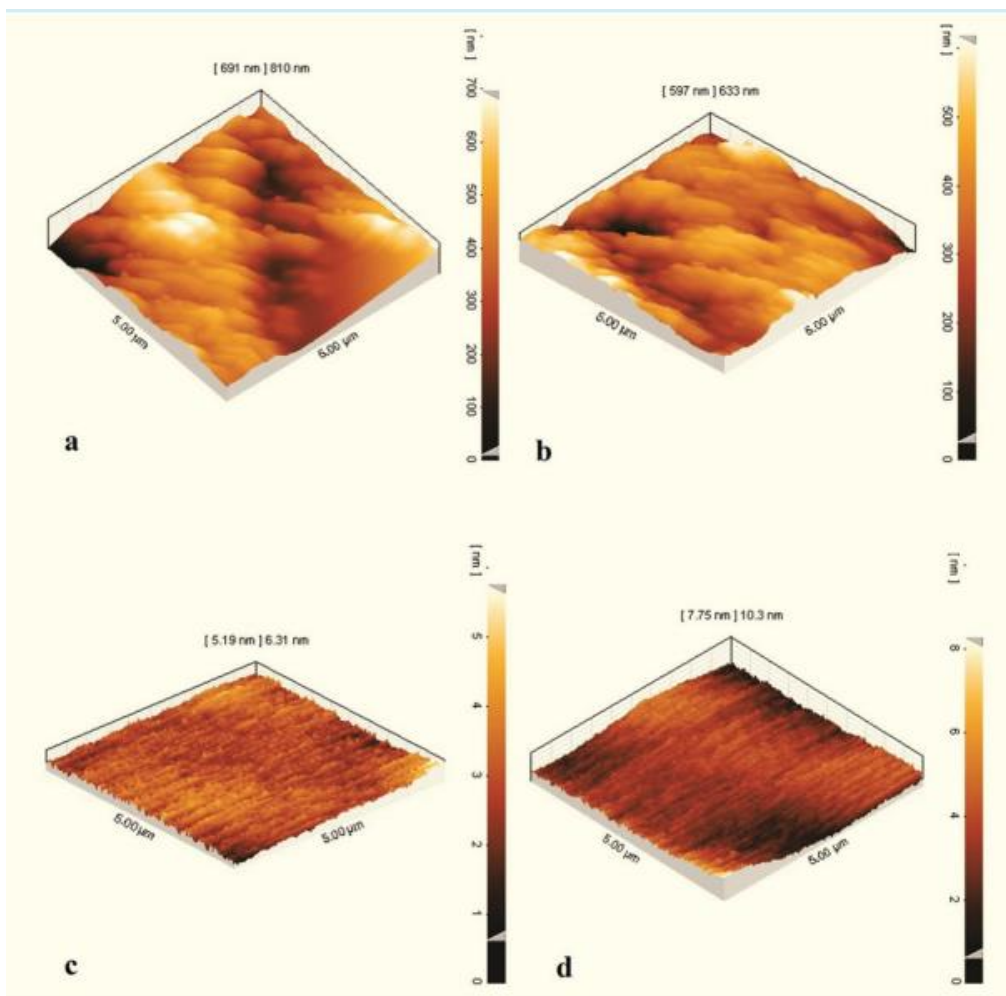 [ 691 nm ] 810 nm
[ nm ]
700
600
500
400
300
200
100
0
5.00 µm
5.00 µm
a
[ 597 nm ] 633 nm
[ nm ]
500
400
300
200
100
0
5.00 µm
5.00 µm
b
[ 5.19 nm ] 6.31 nm
[ nm ]
5
4
3
2
1
0
5.00 µm
5.00 µm
c
[ 7.75 nm ] 10.3 nm
[ nm ]
8
6
4
2
0
5.00 µm
5.00 µm
d